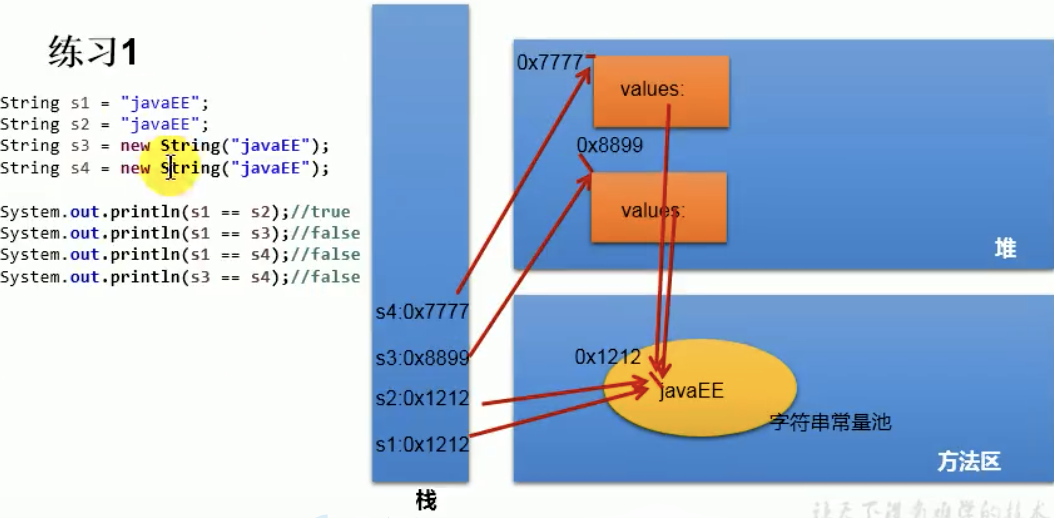 练习1
String s1 = "javaEE";
String s2 = "javaEE";
String s3 = new String("javaEE");
String s4 = new String("javaEE");
System.out.println(s1 == s2);//true
System.out.println(s1 == s3);//false
System.out.println(s1 == s4);//false
System.out.println(s3 == s4);//false
s4:0x7777
s3:0x8899
s2:0x1212
s1:0x1212
栈
0x7777
values:
0x8899
values:
堆
0x1212
javaEE
字符串常量池
方法区
让天下没有难学的技术